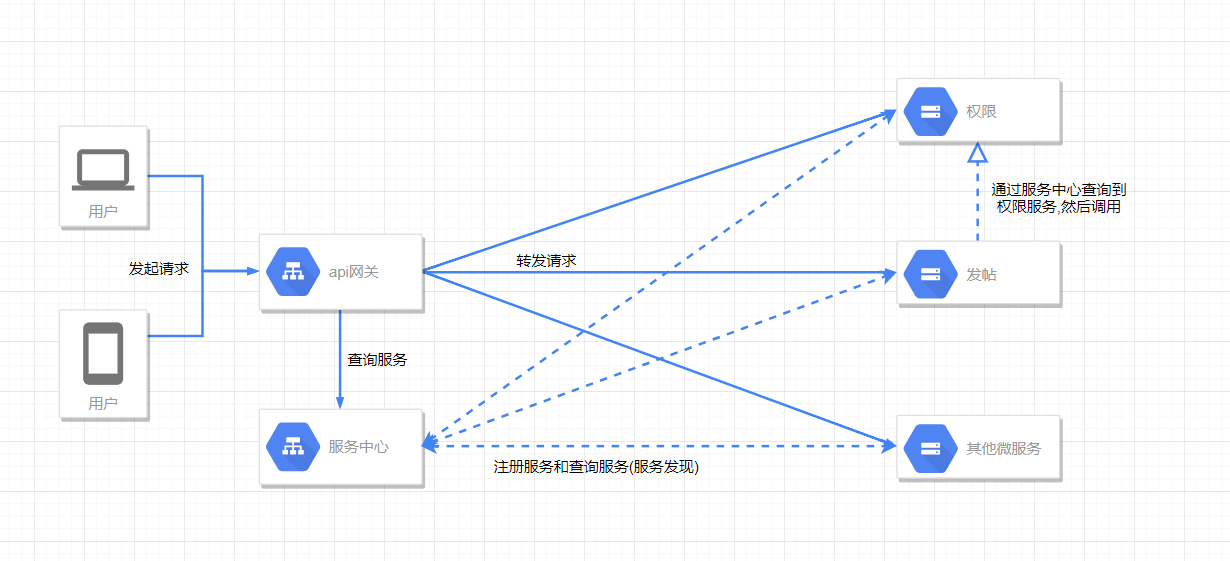 权限
通过服务中心查询到
权限服务,然后调用
用户
发起请求
api网关
转发请求
发帖
查询服务
用户
服务中心
其他微服务
注册服务和查询服务(服务发现)